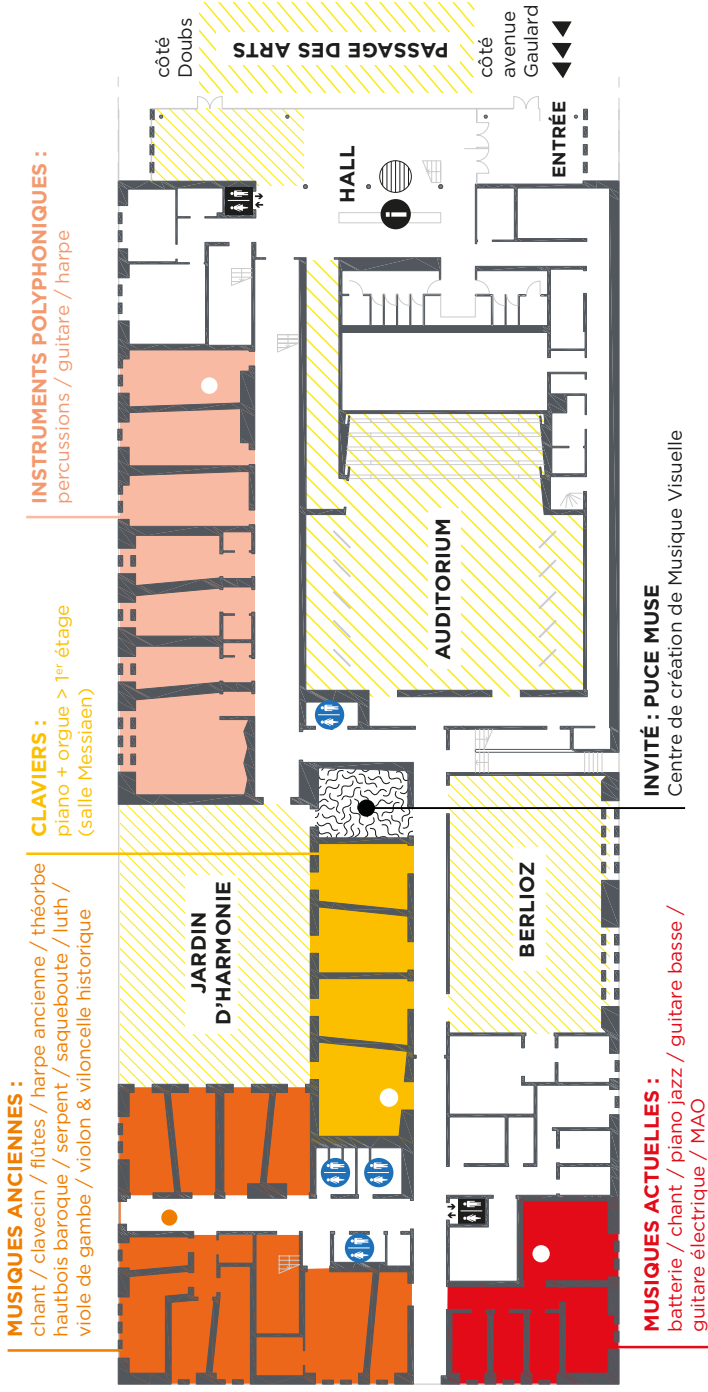 MUSIQUES ANCIENNES :
chant / clavecin / flûtes / harpe ancienne / théorbe
hautbois baroque / serpent / saqueboute / luth /
viole de gambe / violon & viloncelle historique
CLAVIERS :
piano + orgue > 1er étage
(salle Messiaen)
INSTRUMENTS POLYPHONIQUES :
percussions / guitare / harpe
côté
Doubs
PASSAGE DES ARTS
côté
avenue
Gaulard
JARDIN
D'HARMONIE
HALL
i
ENTRÉE
AUDITORIUM
BERLIOZ
MUSIQUES ACTUELLES :
batterie / chant / piano jazz / guitare basse /
guitare électrique / MAO
INVITÉ : PUCE MUSE
Centre de création de Musique Visuelle